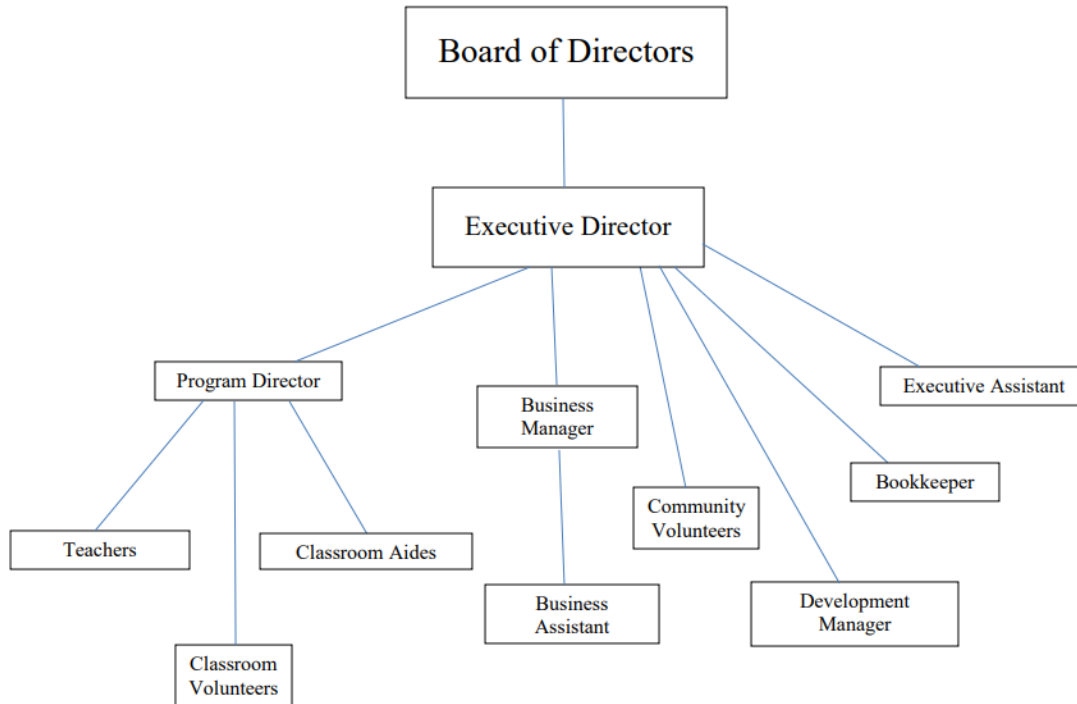 Board of Directors
Executive Director
Program Director
Executive Assistant
Business
Manager
Bookkeeper
Community
Volunteers
Teachers
Classroom Aides
Business
Assistant
Development
Manager
Classroom
Volunteers